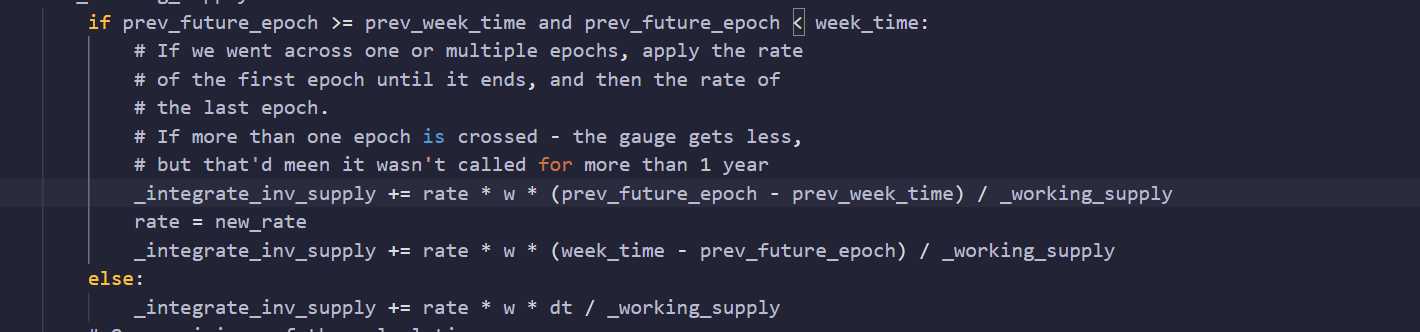 if prev_future_epoch >= prev_week_time and prev_future_epoch < week_time:
# If we went across one or multiple epochs, apply the rate
# of the first epoch until it ends, and then the rate of
# the last epoch.
# If more than one epoch is crossed - the gauge gets less,
# but that'd meen it wasn't called for more than 1 year
_integrate_inv_supply += rate * w * (prev_future_epoch - prev_week_time) / _working_supply
rate = new_rate
_integrate_inv_supply += rate * w * (week_time - prev_future_epoch) / _working_supply
else:
_integrate_inv_supply += rate * w * dt / _working_supply